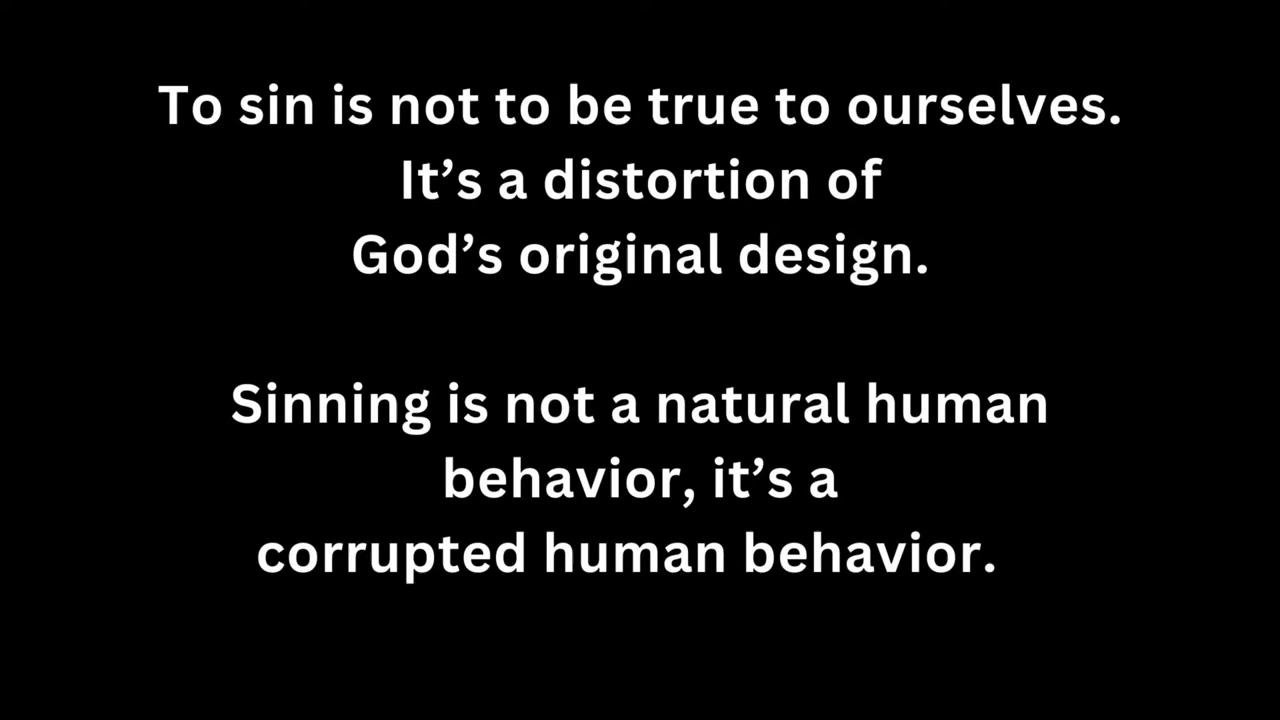 To sin is not to be true to ourselves.
It’s a distortion of
God’s original design.
Sinning is not a natural human
behavior, it’s a
corrupted human behavior.